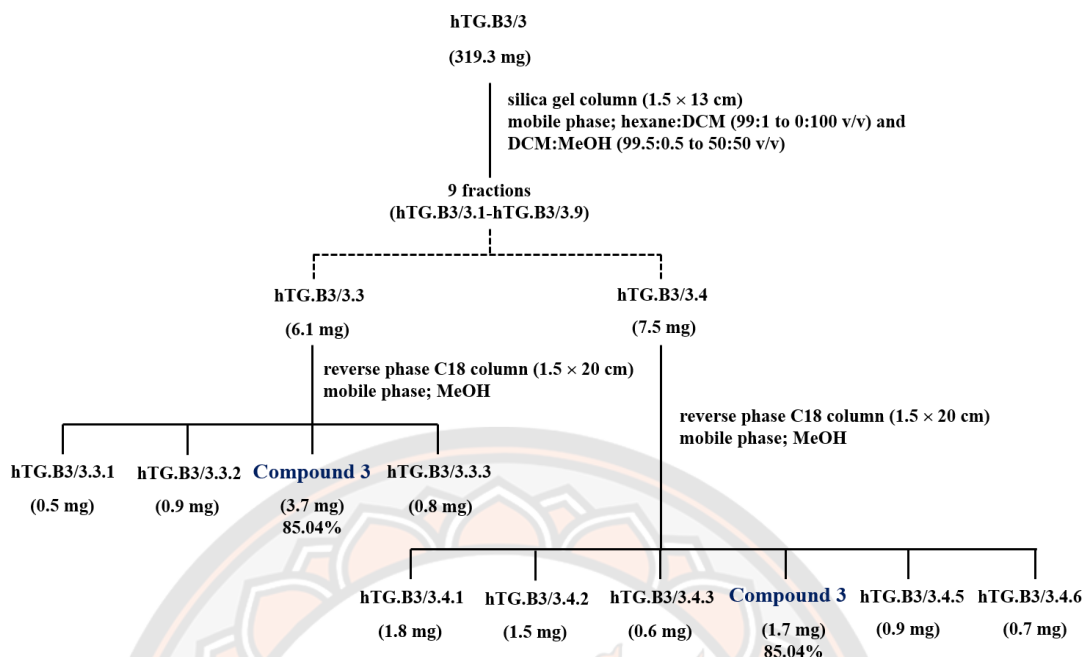 hTG.B3/3
(319.3 mg)
silica gel column (1.5 × 13 cm)
mobile phase; hexane:DCM (99:1 to 0:100 v/v) and
DCM:MeOH (99.5:0.5 to 50:50 v/v)
9 fractions
(hTG.B3/3.1-hTG.B3/3.9)
hTG.B3/3.3
(6.1 mg)
hTG.B3/3.4
(7.5 mg)
reverse phase C18 column (1.5 × 20 cm)
mobile phase; MeOH
reverse phase C18 column (1.5 × 20 cm)
mobile phase; MeOH
hTG.B3/3.3.1 hTG.B3/3.3.2 Compound 3 hTG.B3/3.3.3
(0.5 mg) (0.9 mg) (3.7 mg) (0.8 mg)
85.04%
hTG.B3/3.4.1 hTG.B3/3.4.2 hTG.B3/3.4.3 Compound 3 hTG.B3/3.4.5 hTG.B3/3.4.6
(1.8 mg) (1.5 mg) (0.6 mg) (1.7 mg) (0.9 mg) (0.7 mg)
85.04%